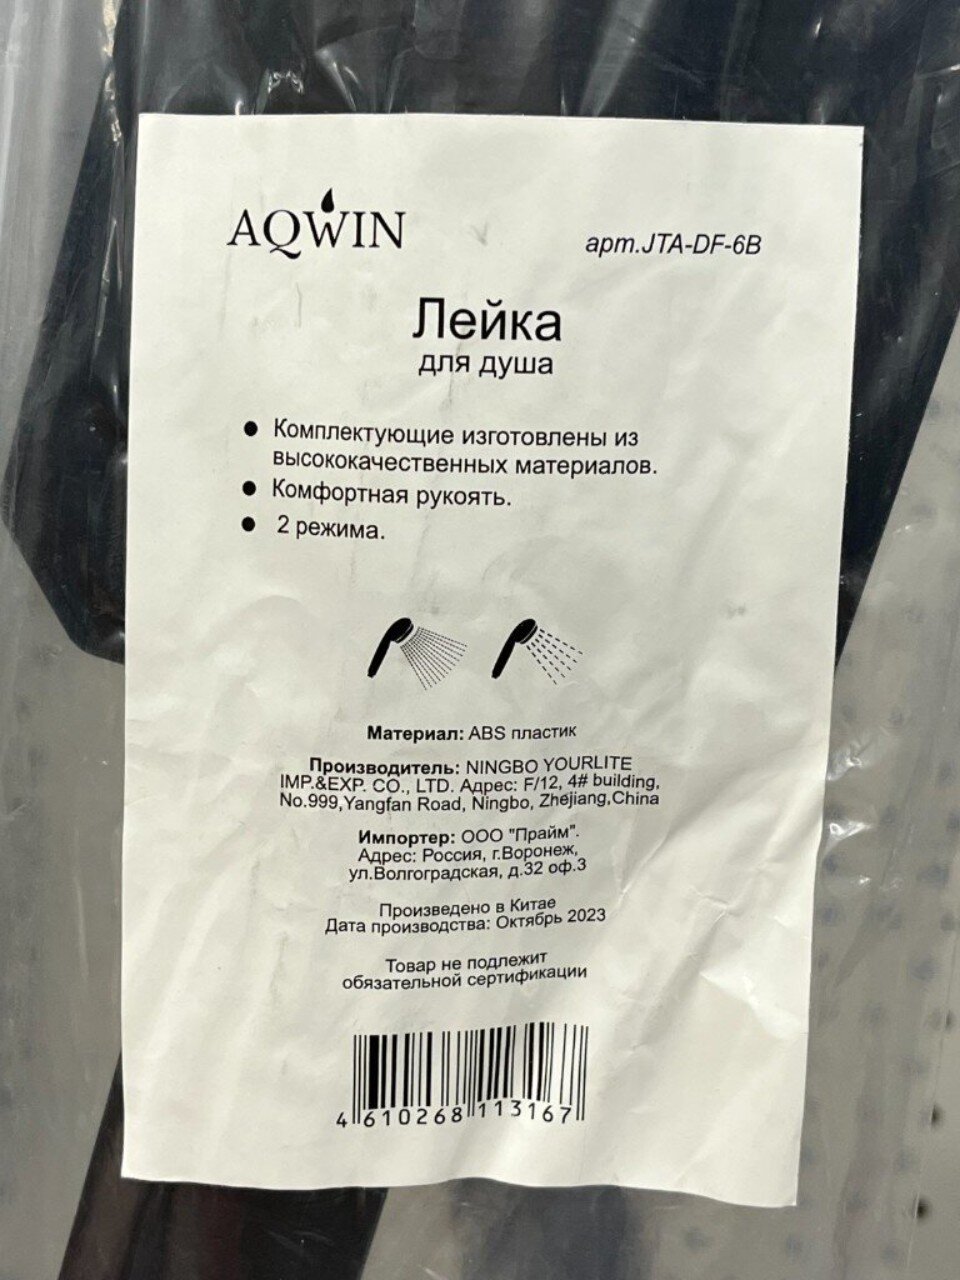 AQWIN
арт.JTA-DF-6B
Лейка
для душа
● Комплектующие изготовлены из
высококачественных материалов.
● Комфортная рукоять.
● 2 режима.
Материал: ABS пластик
Производитель: NINGBO YOURLITE
IMP.&EXP. CO., LTD. Адрес: F/12, 4# building,
No.999,Yangfan Road, Ningbo, Zhejiang,China
Импортер: ООО "Прайм".
Адрес: Россия, г.Воронеж,
ул.Волгоградская, д.32 оф.3
Произведено в Китае
Дата производства: Октябрь 2023
Товар не подлежит
обязательной сертификации
4 610268 113167